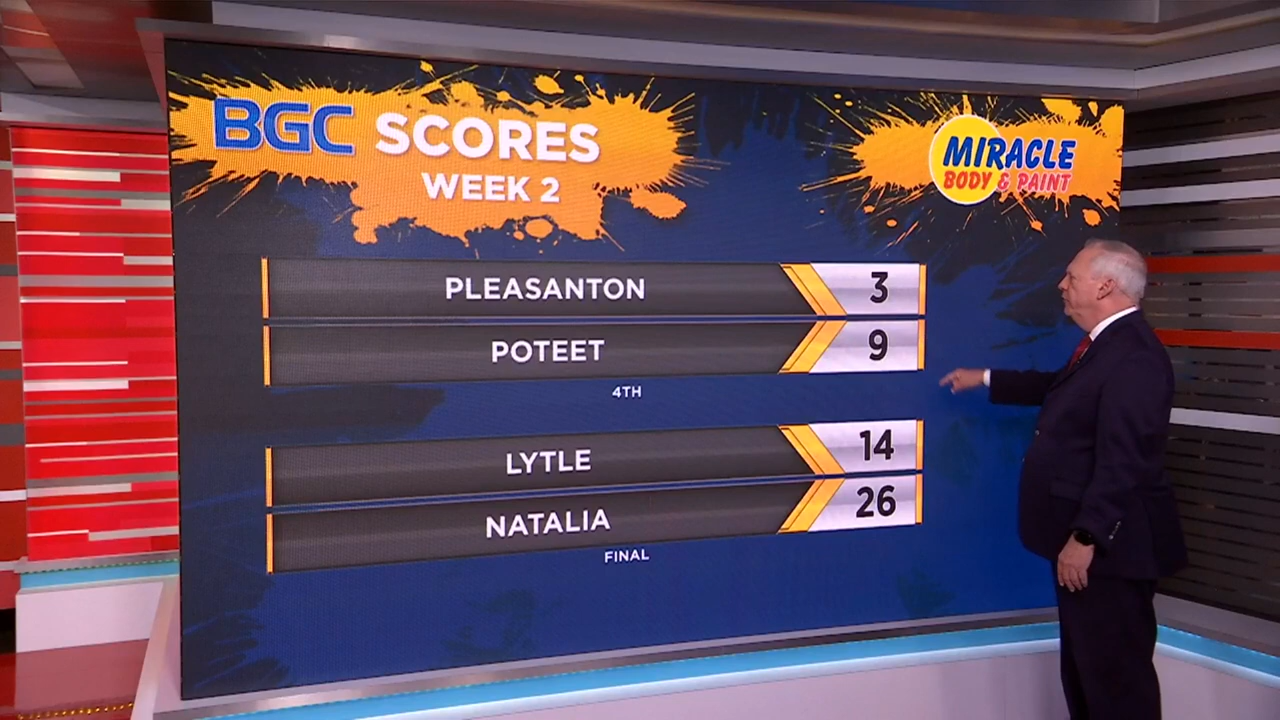 BGC SCORES
WEEK 2
MIRACLE
BODY & PAINT
PLEASANTON 3
POTEET 9
4TH
LYTLE 14
NATALIA 26
FINAL